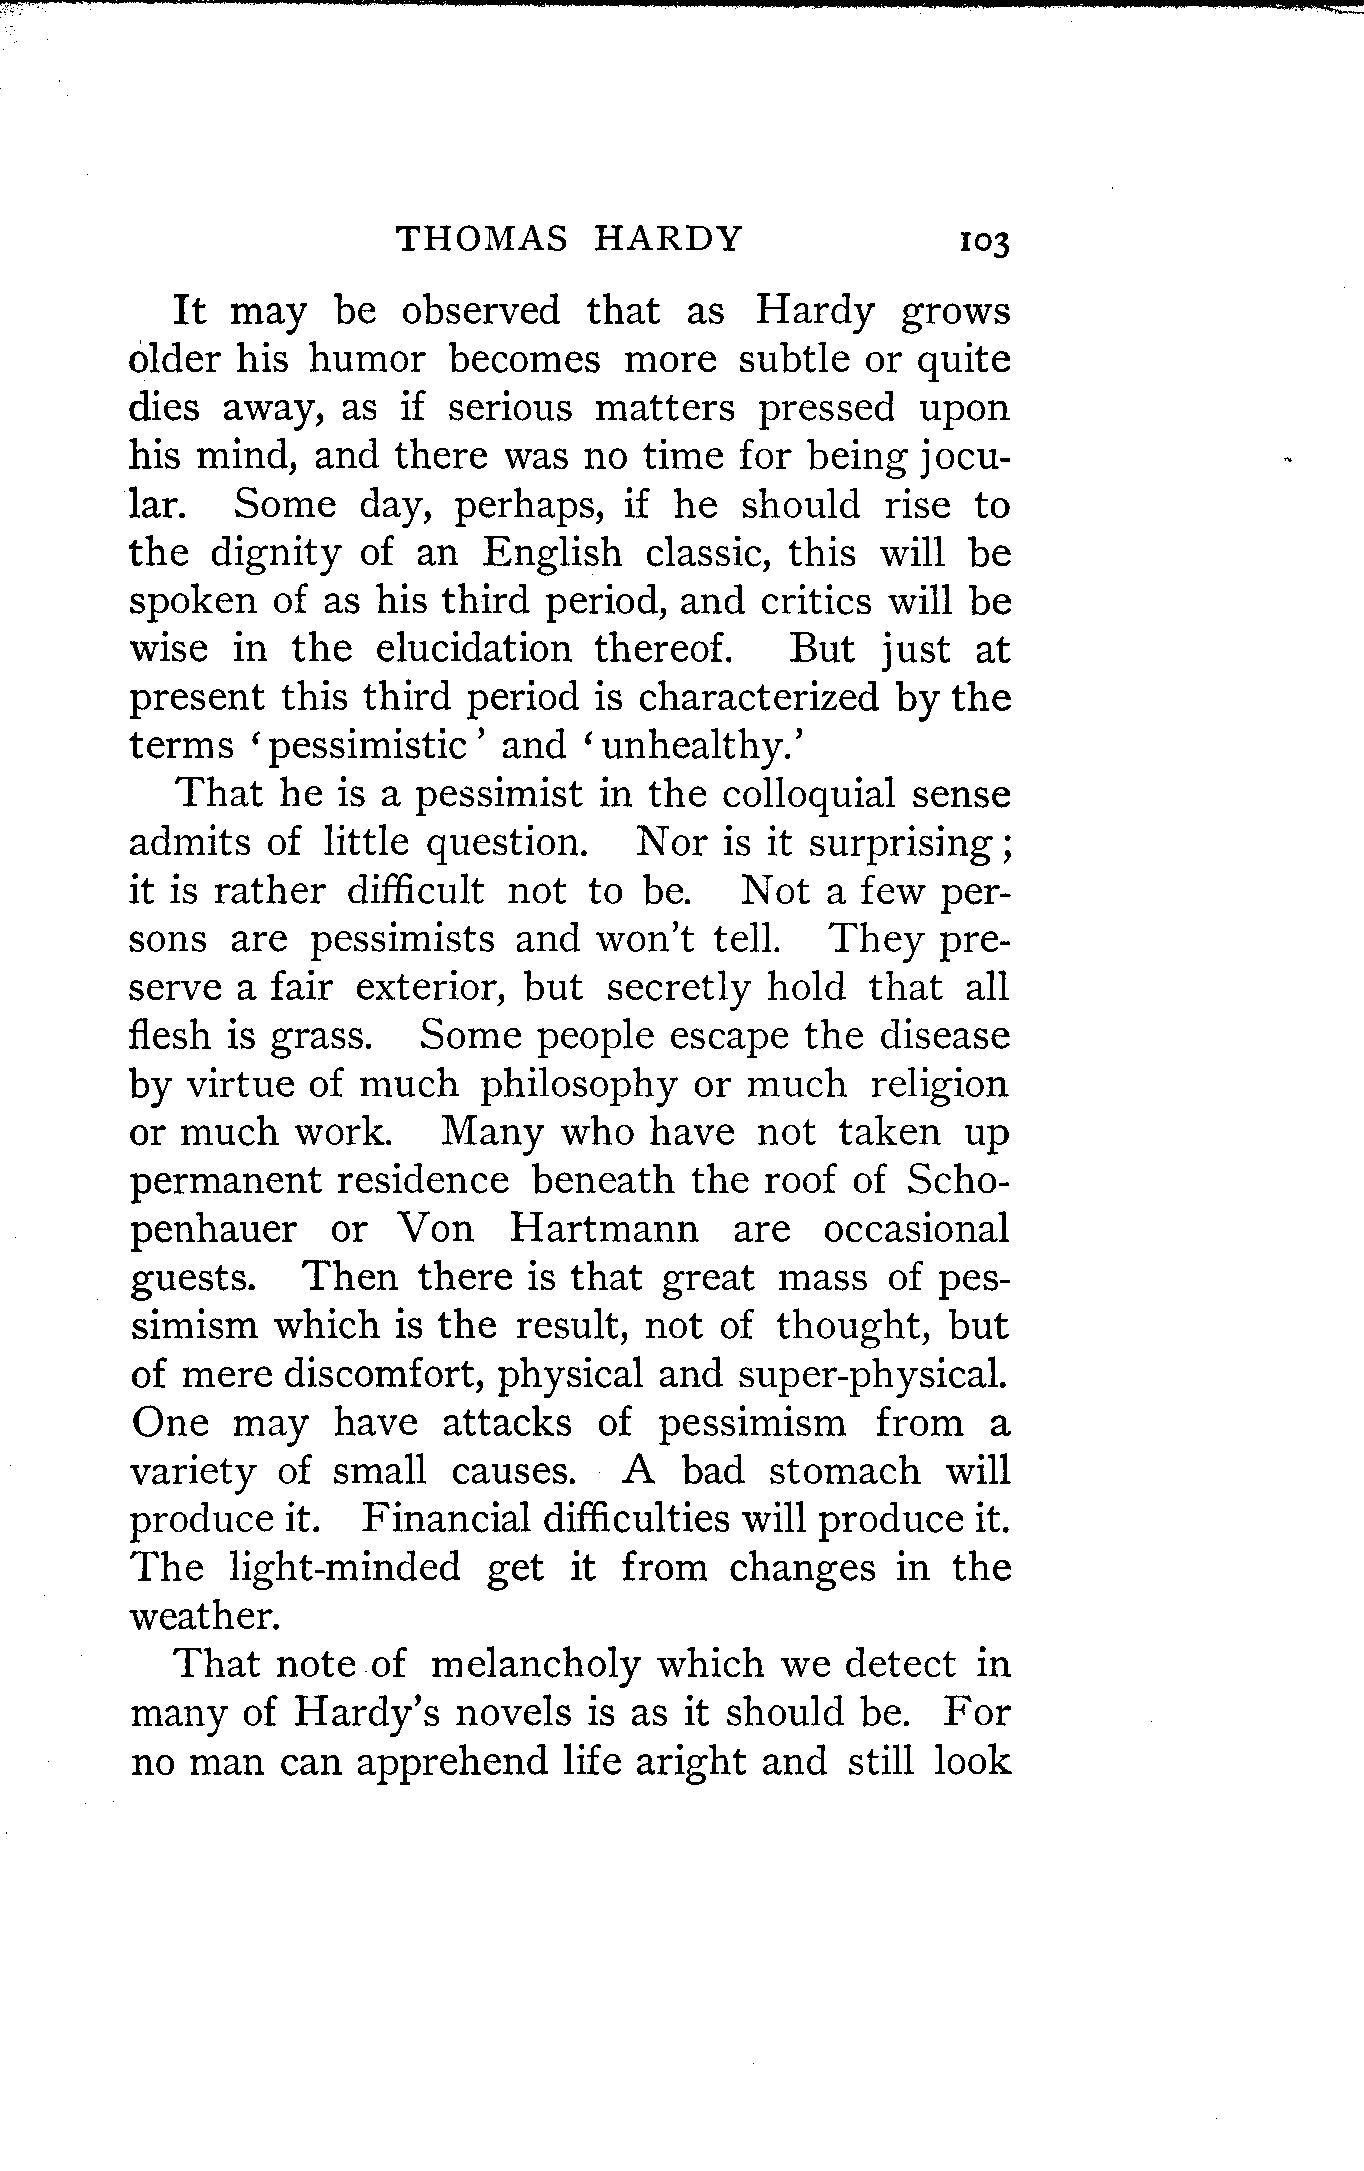 THOMAS HARDY 103
It may be observed that as Hardy grows
older his humor becomes more subtle or quite
dies away, as if serious matters pressed upon
his mind, and there was no time for being jocu-
lar. Some day, perhaps, if he should rise to
the dignity of an English classic, this will be
spoken of as his third period, and critics will be
wise in the elucidation thereof. But just at
present this third period is characterized by the
terms ‘pessimistic’ and ‘unhealthy.’
That he is a pessimist in the colloquial sense
admits of little question. Nor is it surprising;
it is rather difficult not to be. Not a few per-
sons are pessimists and won't tell. They pre-
serve a fair exterior, but secretly hold that all
flesh is grass. Some people escape the disease
by virtue of much philosophy or much religion
or much work. Many who have not taken up
permanent residence beneath the roof of Scho-
penhauer or Von Hartmann are occasional
guests. Then there is that great mass of pes-
simism which is the result, not of thought, but
of mere discomfort, physical and super-physical.
One may have attacks of pessimism from a
variety of small causes. A bad stomach will
produce it. Financial difficulties will produce it.
The light-minded get it from changes in the
weather.
That note of melancholy which we detect in
many of Hardy's novels is as it should be. For
no man can apprehend life aright and still look